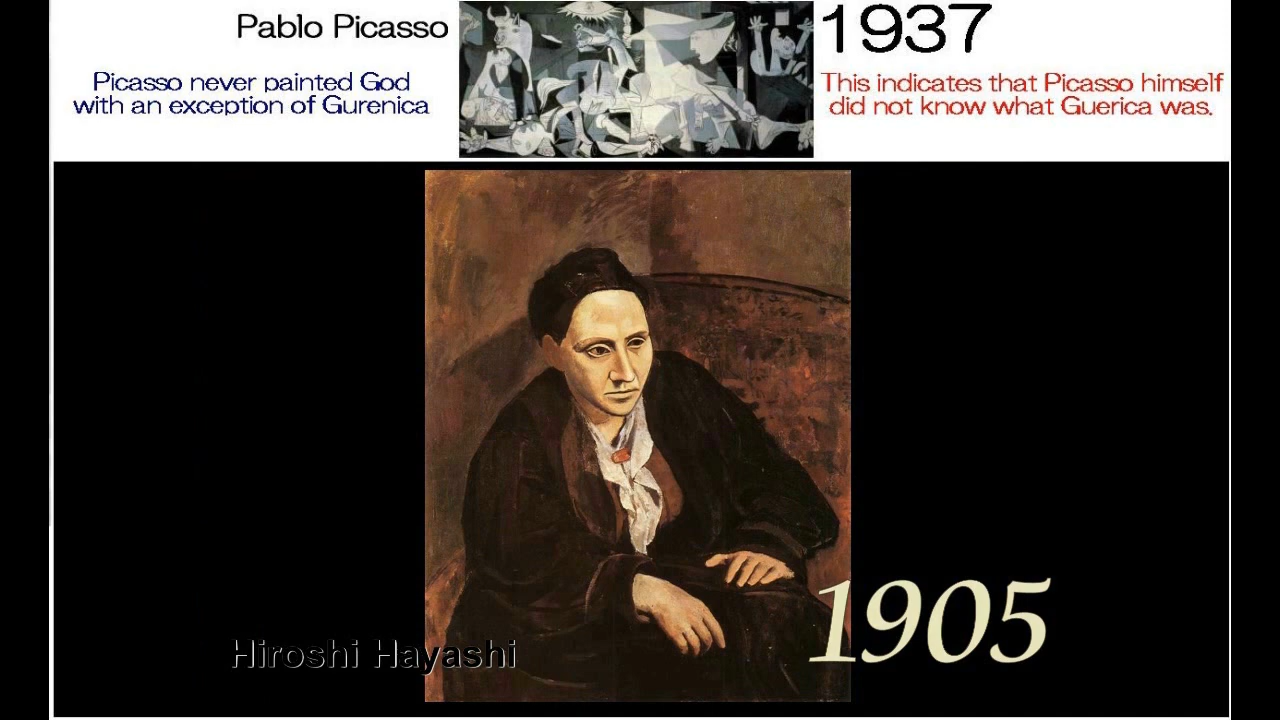 Pablo Picasso
Picasso never painted God
with an exception of Gurenica
1937
This indicates that Picasso himself
did not know what Guerica was.
1905
Hiroshi Hayashi